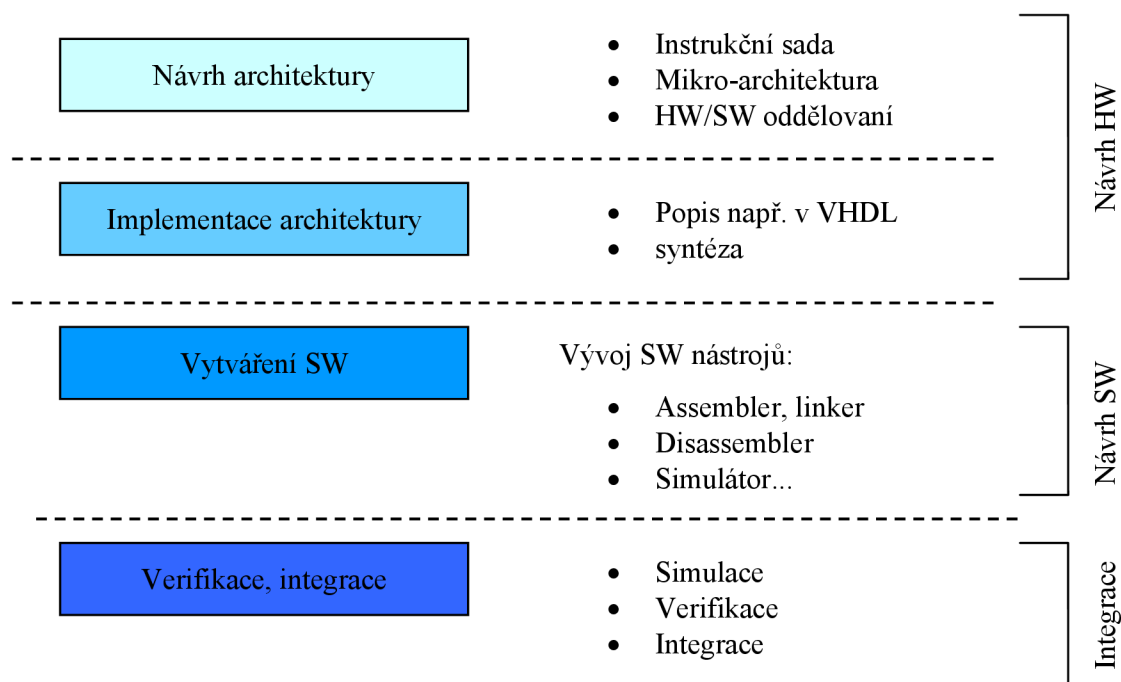 Návrh architektury
• Instrukční sada
• Mikro-architektura
• HW/SW oddělovaní
Návrh HW
Implementace architektury
• Popis např. v VHDL
• syntéza
Vytváření SW
Vývoj SW nástrojů:
• Assembler, linker
• Disassembler
• Simulátor...
Návrh SW
Verifikace, integrace
• Simulace
• Verifikace
• Integrace
Integrace